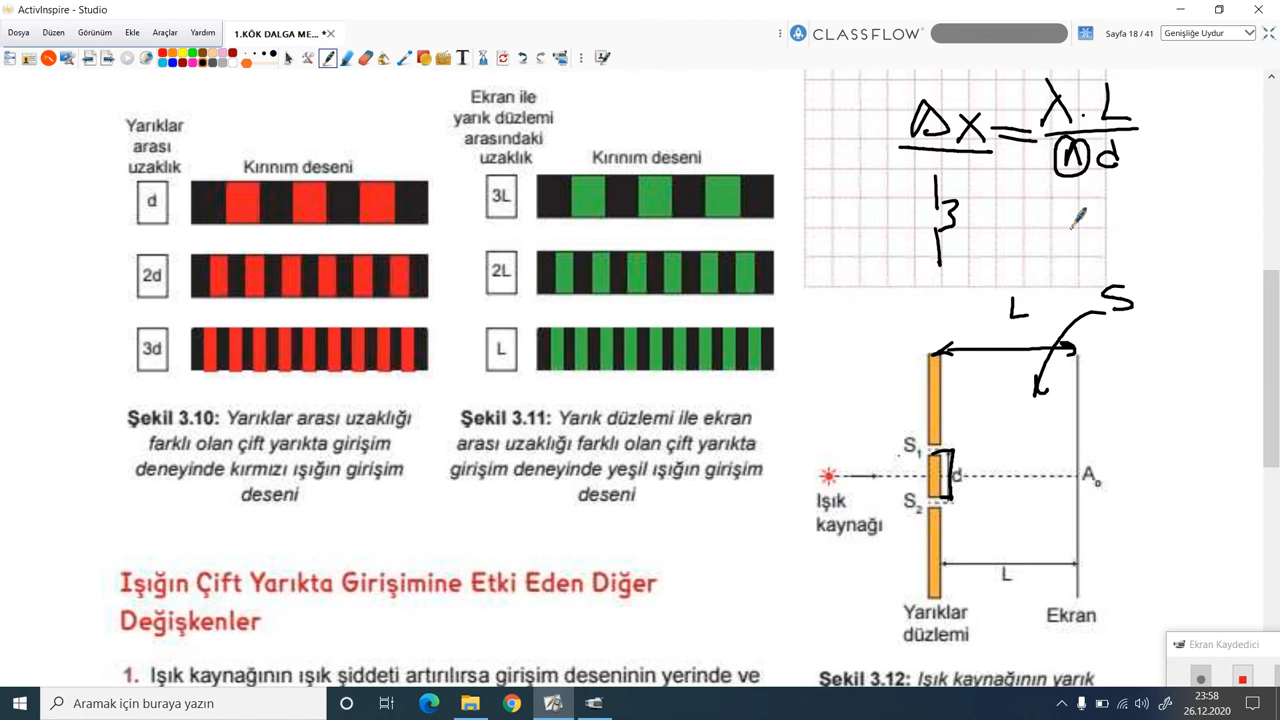 ActivInspire - Studio
Dosya Düzen Görünüm Ekle Araçlar Yardım
1.KÖK DALGA ME... *
CLASSFLOW
Sayfa 18 / 41
Genişliğe Uydur
Yarıklar
arası
uzaklık
Kırınım deseni
d
2d
3d
Şekil 3.10: Yarıklar arası uzaklığı
farklı olan çift yarıkta girişim
deneyinde kırmızı ışığın girişim
deseni
Ekran ile
yarık düzlemi
arasındaki
uzaklık
Kırınım deseni
3L
2L
L
Şekil 3.11: Yarık düzlemi ile ekran
arası uzaklığı farklı olan çift yarıkta
girişim deneyinde yeşil ışığın girişim
deseni
Δx = λ.L
n d
L
S
S₁
d
A₀
S₂
Işık
kaynağı
L
Yarıklar
düzlemi
Ekran
Şekil 3.12: Işık kaynağının yarık
Işığın Çift Yarıkta Girişimine Etki Eden Diğer
Değişkenler
1. Işık kaynağının ışık şiddeti artırılırsa girişim deseninin yerinde ve
Ekran Kaydedici
Aramak için buraya yazın
23:58
26.12.2020